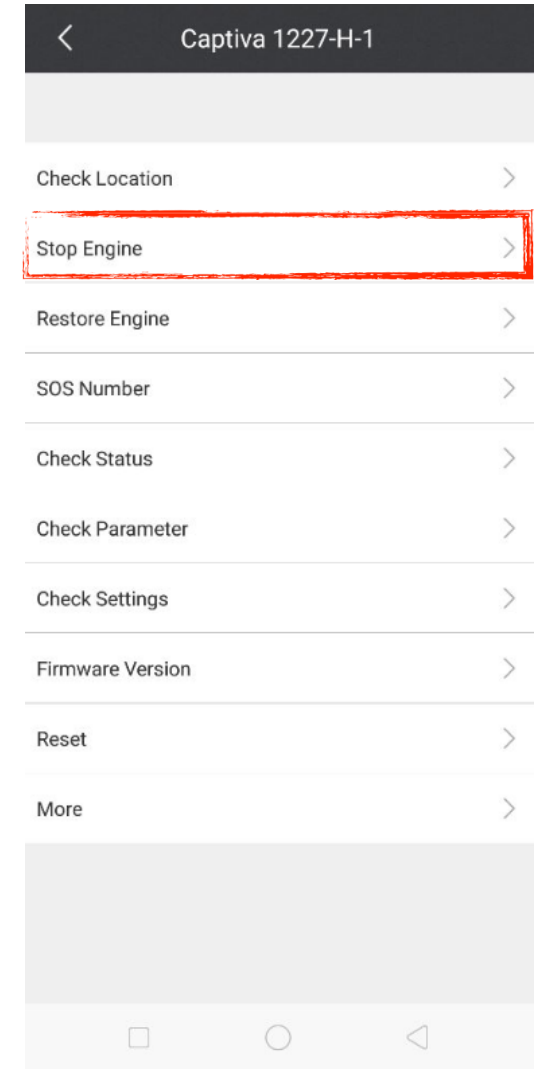 Captiva 1227-H-1
Check Location
Stop Engine
Restore Engine
SOS Number
Check Status
Check Parameter
Check Settings
Firmware Version
Reset
More